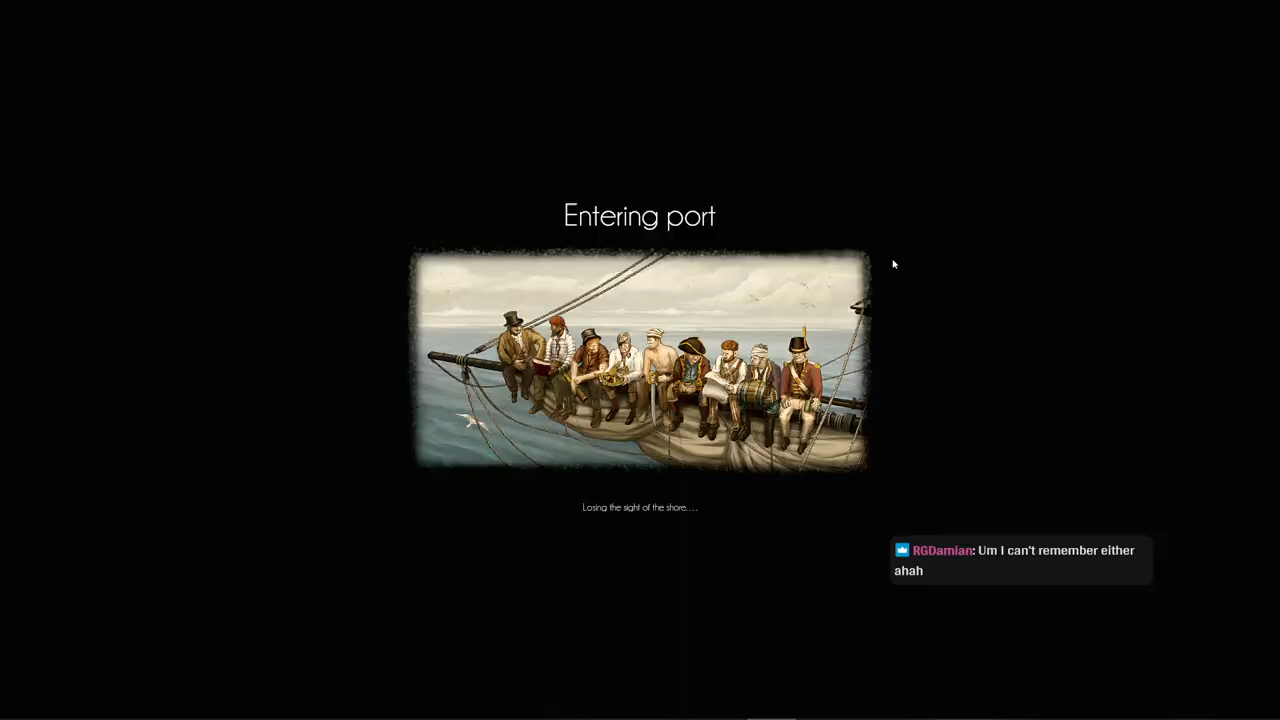 Entering port
Losing the sight of the shore....
RGDamian: Um I can't remember either
ahah